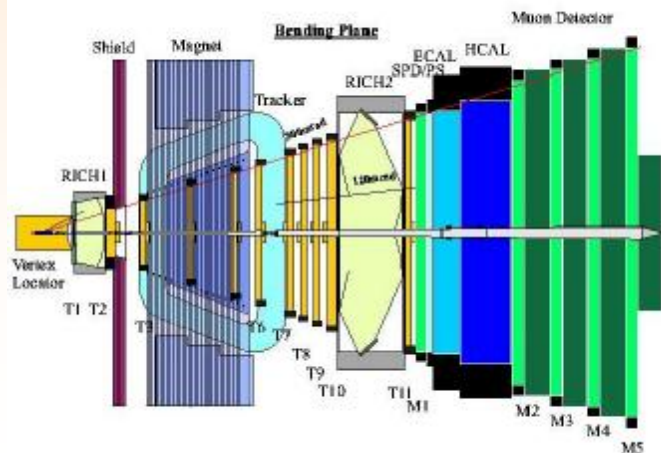 Muon Detector
Bending Plane
Magnet
ECAL HCAL
Shield
SPD/PS
RICH2
Tracker
RICH1
Vertex
Locator
T1 T2
T3
T6
T7
T8
T9
T10
T11
M1
M2
M3
M4
M5